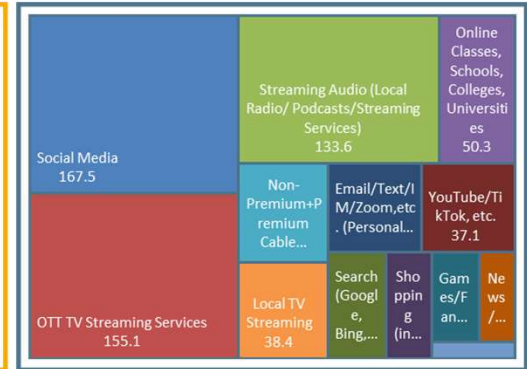 Social Media
167.5
OTT TV Streaming Services
155.1
Streaming Audio (Local
Radio/ Podcasts/Streaming
Services)
133.6
Online
Classes,
Schools,
Colleges,
Universiti
es
50.3
Non-
Premium+P
remium
Cable...
Local TV
Streaming
38.4
Email/Text/I
M/Zoom,etc
. (Personal...
YouTube/Ti
kTok, etc.
37.1
Search
(Googl
e,
Bing,...
Sho
ppin
g
(in...
Gam
es/F
an...
Ne
ws
/...